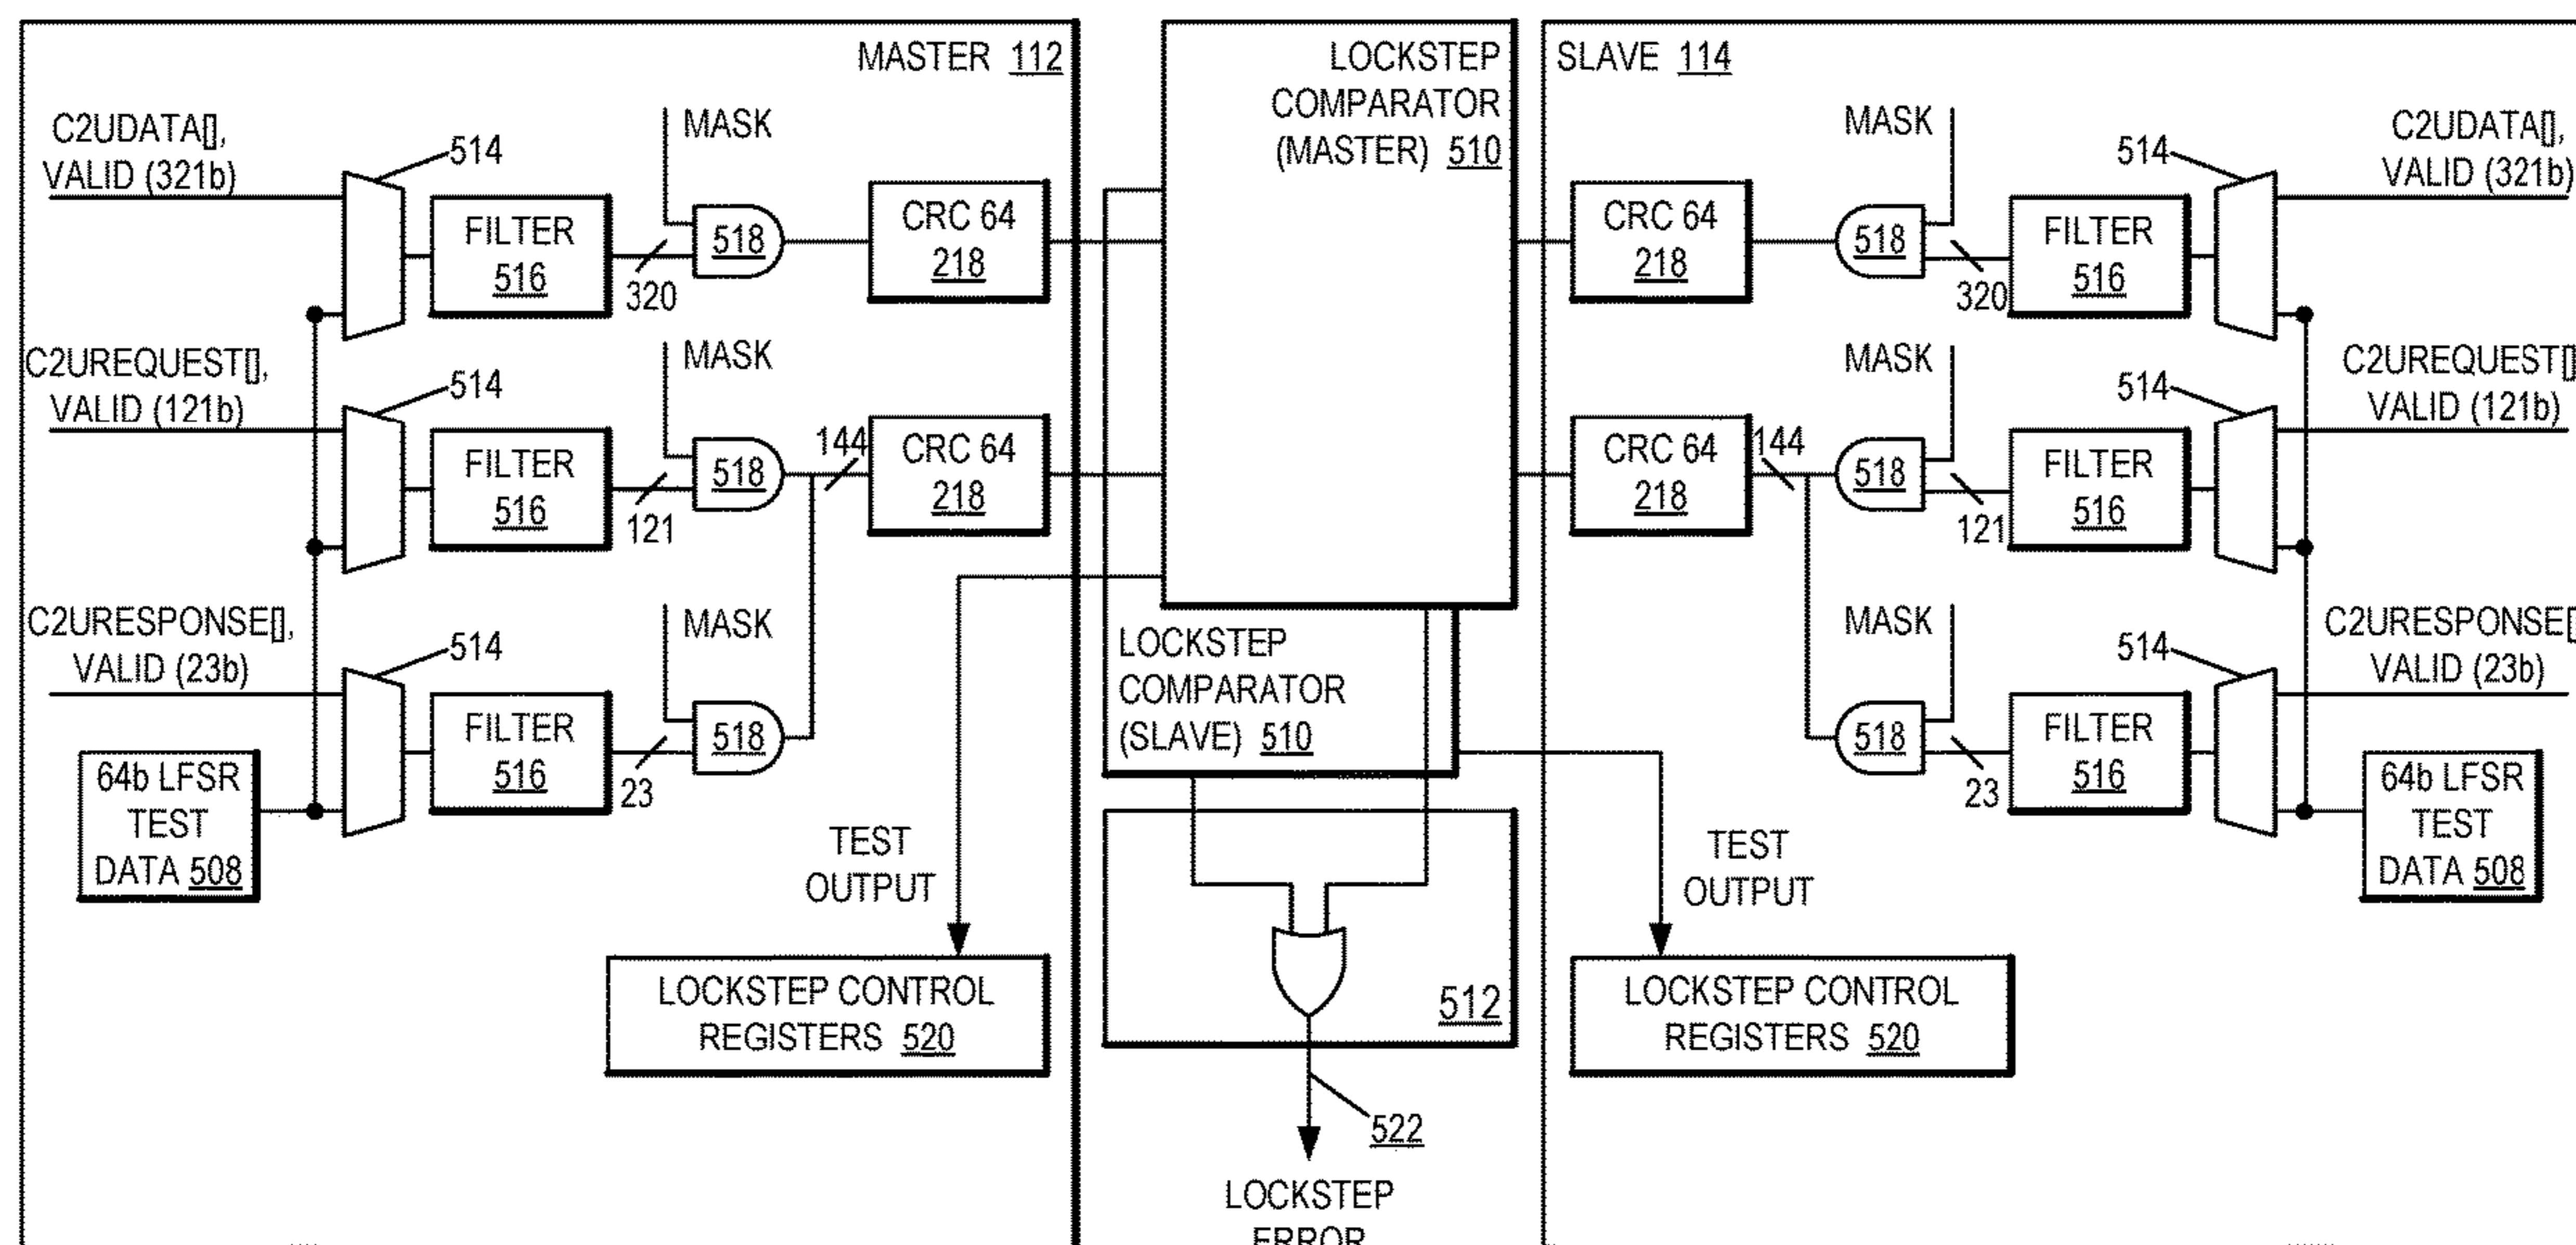 MASTER 112
C2UDATA[],
VALID (321b)
514
MASK
FILTER
516
320
518
CRC 64
218
C2UREQUEST[],
VALID (121b)
514
MASK
FILTER
516
121
518
144
CRC 64
218
C2URESPONSE[],
VALID (23b)
514
MASK
FILTER
516
23
518
64b LFSR
TEST
DATA 508
TEST
OUTPUT
LOCKSTEP CONTROL
REGISTERS 520
LOCKSTEP
COMPARATOR
(MASTER) 510
LOCKSTEP
COMPARATOR
(SLAVE) 510
512
522
LOCKSTEP
ERROR
SLAVE 114
CRC 64
218
MASK
518
320
FILTER
516
514
C2UDATA[],
VALID (321b)
CRC 64
218
144
MASK
518
121
FILTER
516
514
C2UREQUEST[]
VALID (121b)
MASK
518
23
FILTER
516
514
C2URESPONSE[]
VALID (23b)
64b LFSR
TEST
DATA 508
TEST
OUTPUT
LOCKSTEP CONTROL
REGISTERS 520